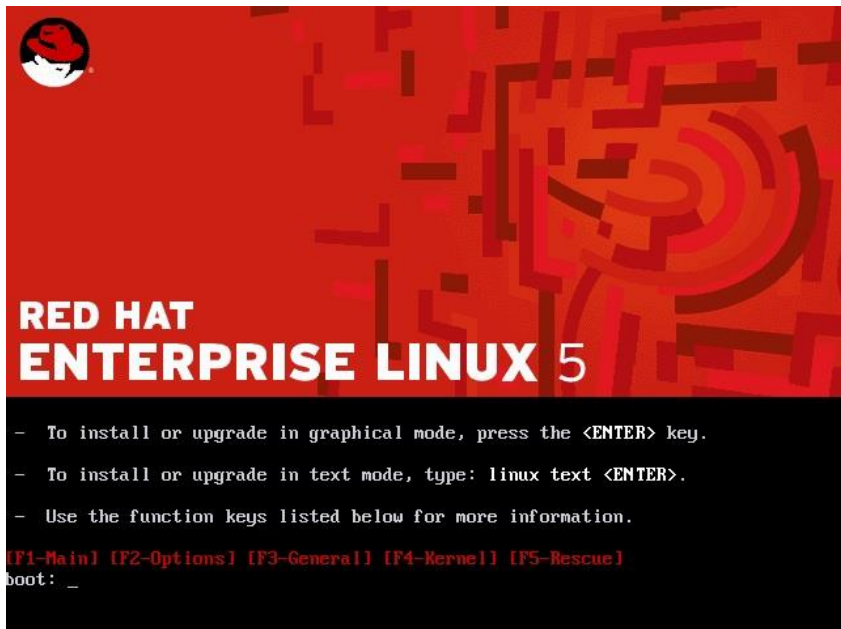 RED HAT
ENTERPRISE LINUX 5
- To install or upgrade in graphical mode, press the <ENTER> key.
- To install or upgrade in text mode, type: linux text <ENTER>.
- Use the function keys listed below for more information.
[F1-Main] [F2-Options] [F3-General] [F4-Kernel] [F5-Rescue]
boot: _